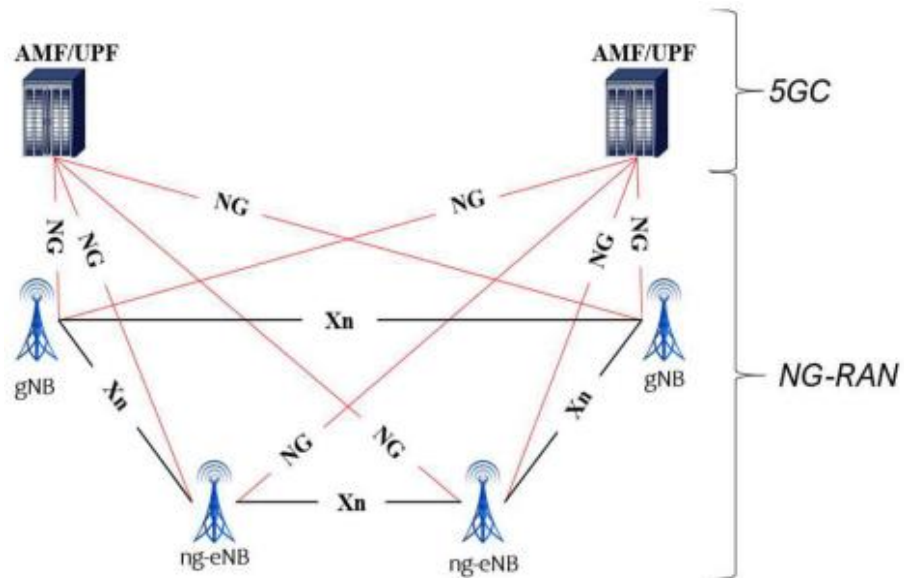 AMF/UPF
AMF/UPF
5GC
NG
NG
NG
NG
NG
NG
Xn
gNB
gNB
NG-RAN
Xn
Xn
NG
NG
Xn
ng-eNB
ng-eNB